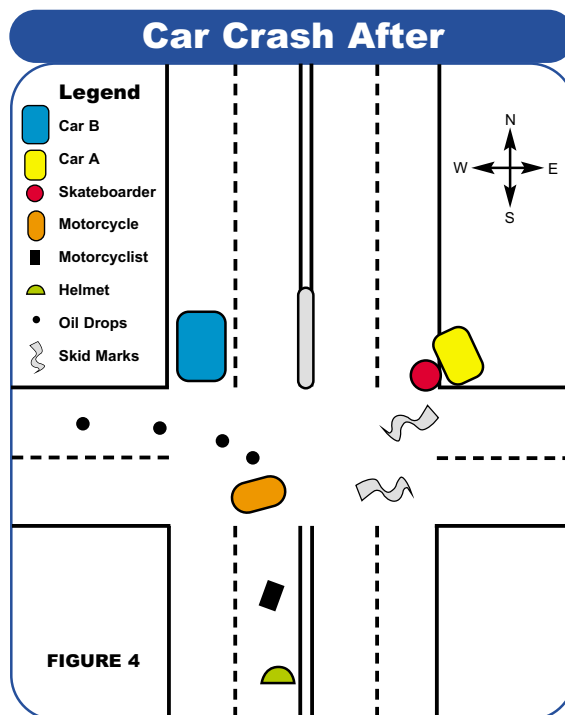 Car Crash After
Legend
Car B
Car A
Skateboarder
Motorcycle
Motorcyclist
Helmet
Oil Drops
Skid Marks
N
W E
S
FIGURE 4